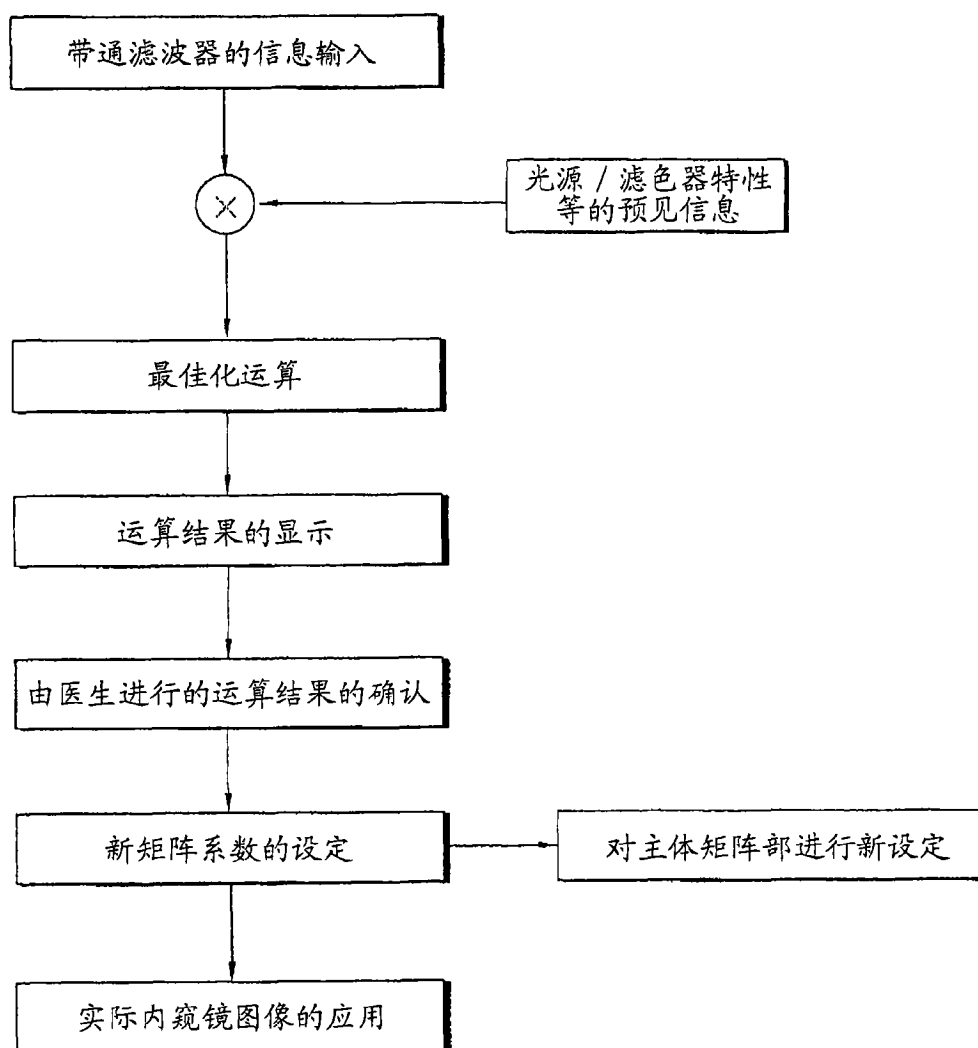 带通滤波器的信息输入
光源/滤色器特性
等的预见信息
最佳化运算
运算结果的显示
由医生进行的运算结果的确认
新矩阵系数的设定
对主体矩阵部进行新设定
实际内窥镜图像的应用